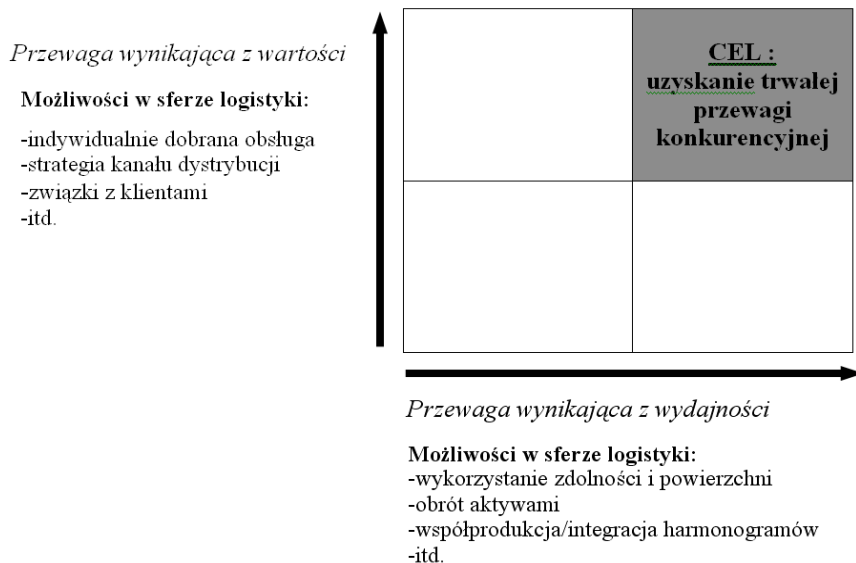 Przewaga wynikająca z wartości
Możliwości w sferze logistyki:
-indywidualnie dobrana obsługa
-strategia kanału dystrybucji
-związki z klientami
-itd.
CEL :
uzyskanie trwałej
przewagi
konkurencyjnej
Przewaga wynikająca z wydajności
Możliwości w sferze logistyki:
-wykorzystanie zdolności i powierzchni
-obrót aktywami
-współprodukcja/integracja harmonogramów
-itd.